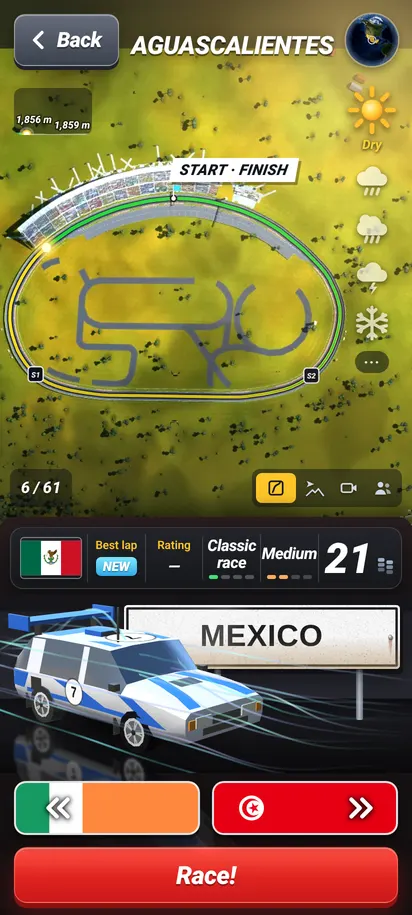 Back
AGUASCALIENTES
1,856 m
1,859 m
Dry
START · FINISH
S1
S2
6 / 61
Best lap
NEW
Rating
–
Classic race
Medium
21
MEXICO
7
Race!